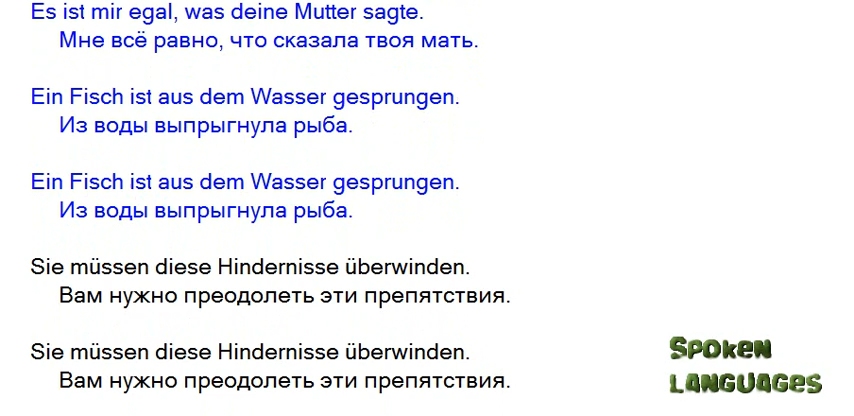 Es ist mir egal, was deine Mutter sagte.
Мне всё равно, что сказала твоя мать.
Ein Fisch ist aus dem Wasser gesprungen.
Из воды выпрыгнула рыба.
Ein Fisch ist aus dem Wasser gesprungen.
Из воды выпрыгнула рыба.
Sie müssen diese Hindernisse überwinden.
Вам нужно преодолеть эти препятствия.
Sie müssen diese Hindernisse überwinden.
Вам нужно преодолеть эти препятствия.
Spoken
Languages